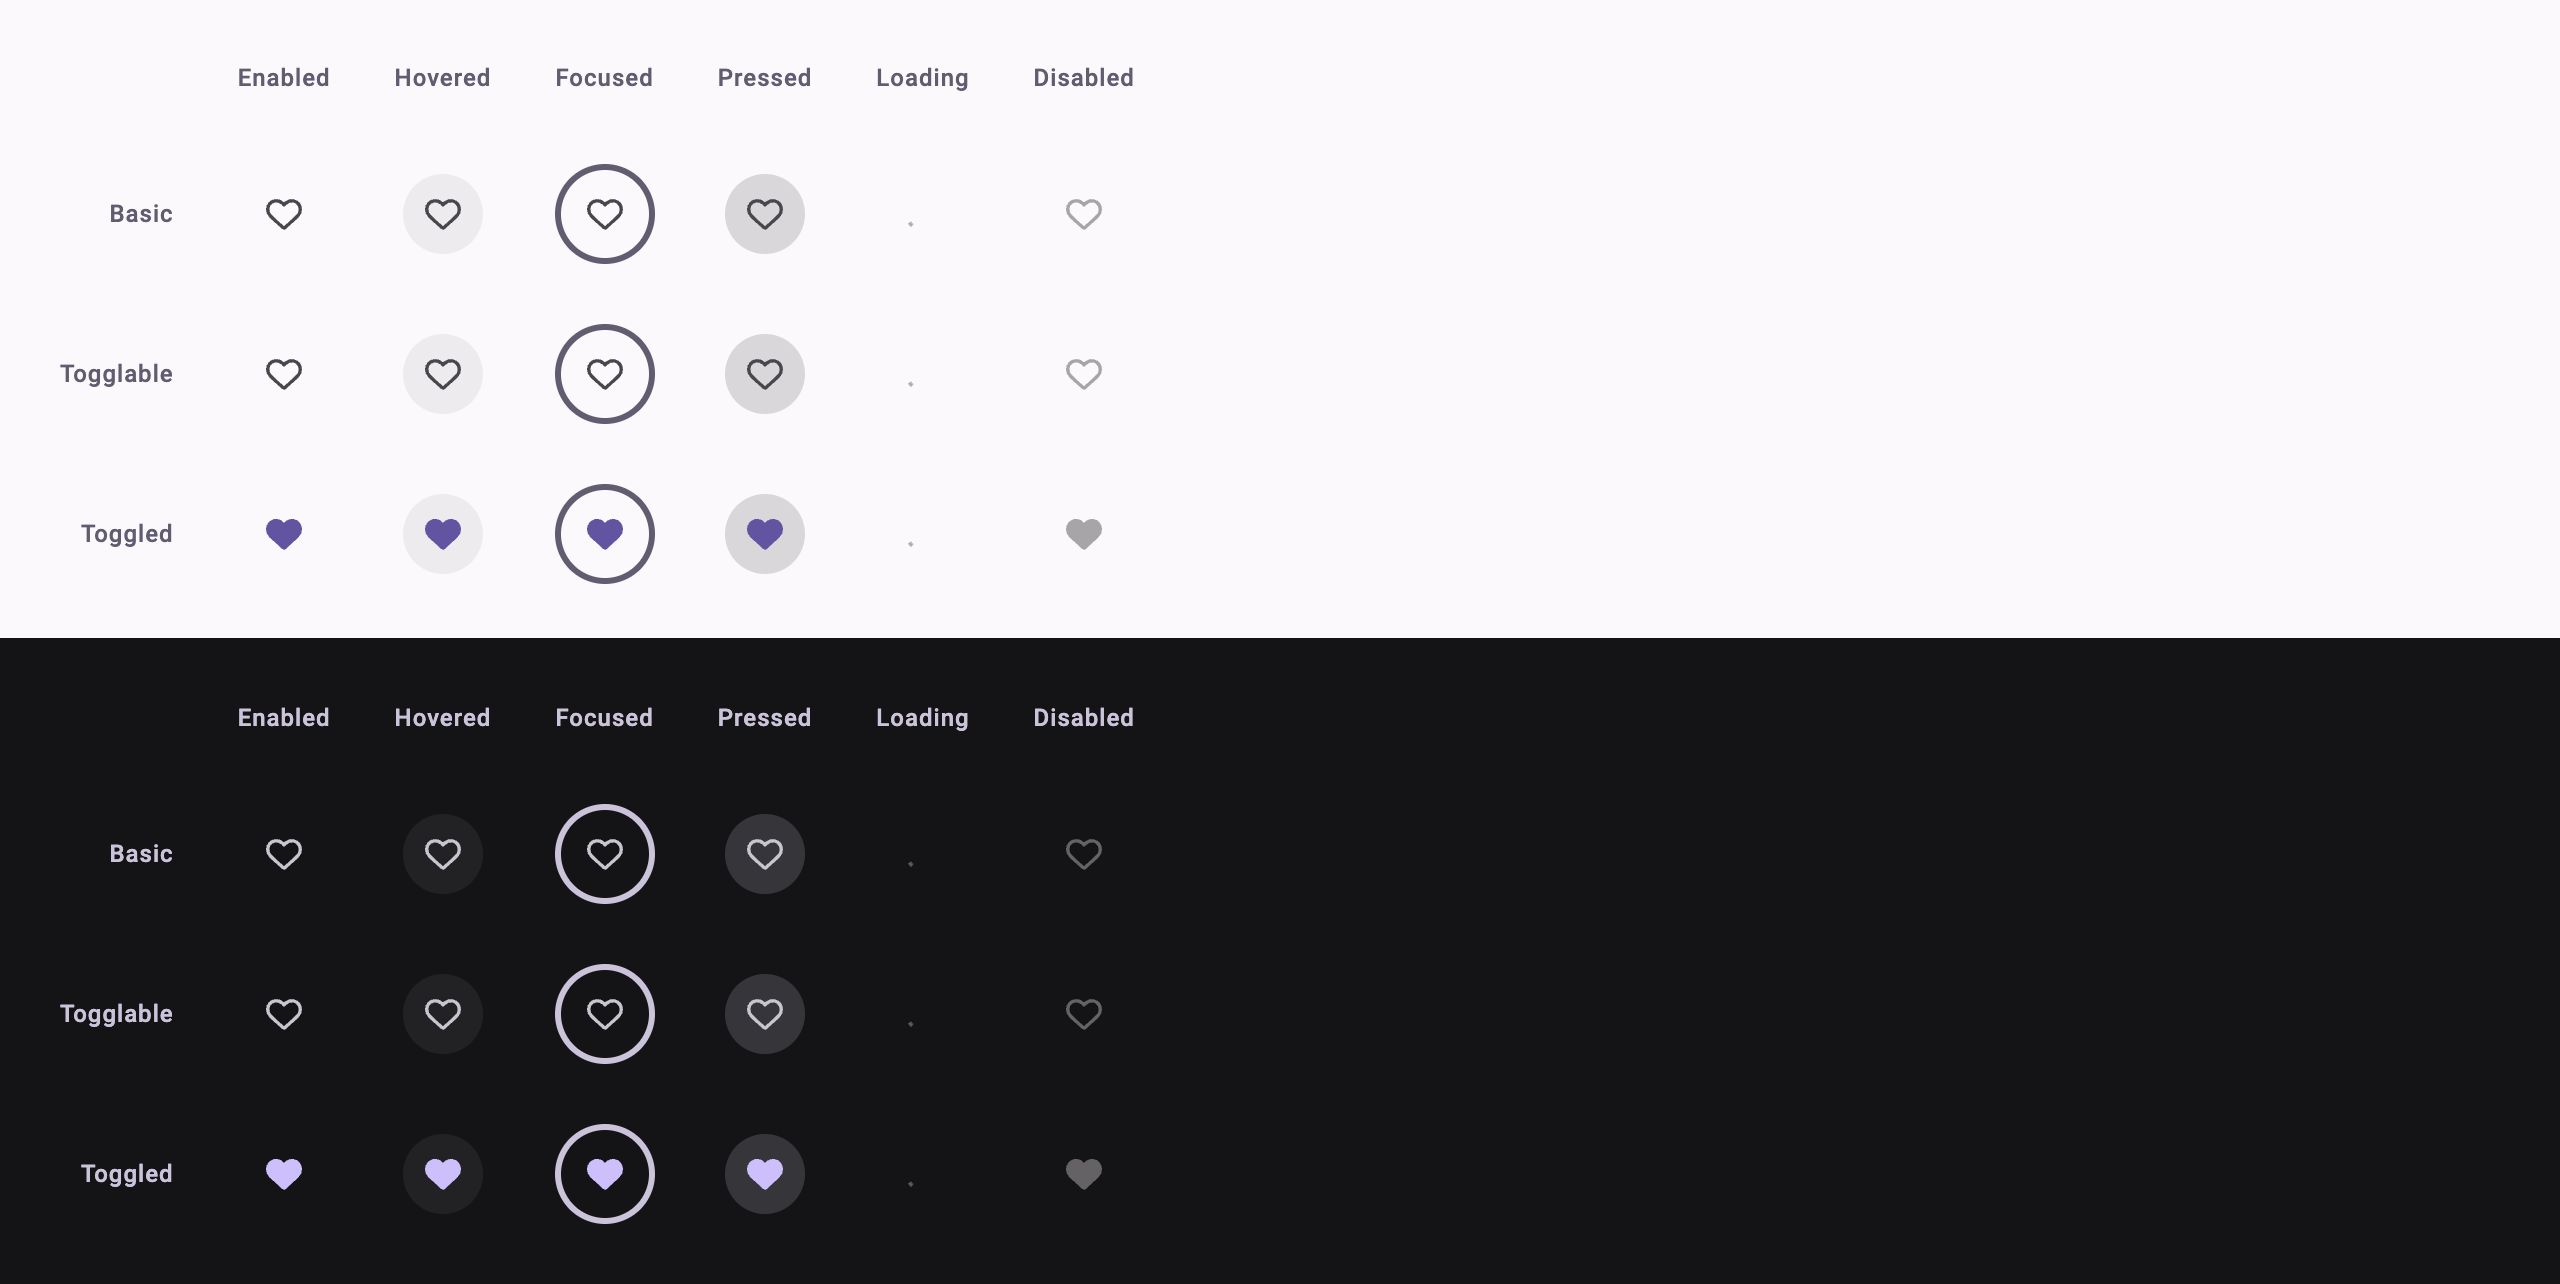 Enabled Hovered Focused Pressed Loading Disabled
Basic
Togglable
Toggled
Enabled Hovered Focused Pressed Loading Disabled
Basic
Togglable
Toggled